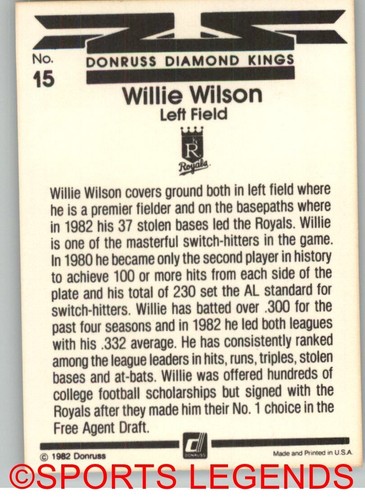 No.
15
DONRUSS DIAMOND KINGS
Willie Wilson
Left Field
R
Royals
Willie Wilson covers ground both in left field where
he is a premier fielder and on the basepaths where
in 1982 his 37 stolen bases led the Royals. Willie
is one of the masterful switch-hitters in the game.
In 1980 he became only the second player in history
to achieve 100 or more hits from each side of the
plate and his total of 230 set the AL standard for
switch-hitters. Willie has batted over .300 for the
past four seasons and in 1982 he led both leagues
with his .332 average. He has consistently ranked
among the league leaders in hits, runs, triples, stolen
bases and at-bats. Willie was offered hundreds of
college football scholarships but signed with the
Royals after they made him their No. 1 choice in the
Free Agent Draft.
© 1982 Donruss
DONRUSS
Made and Printed in U.S.A.
©SPORTS LEGENDS